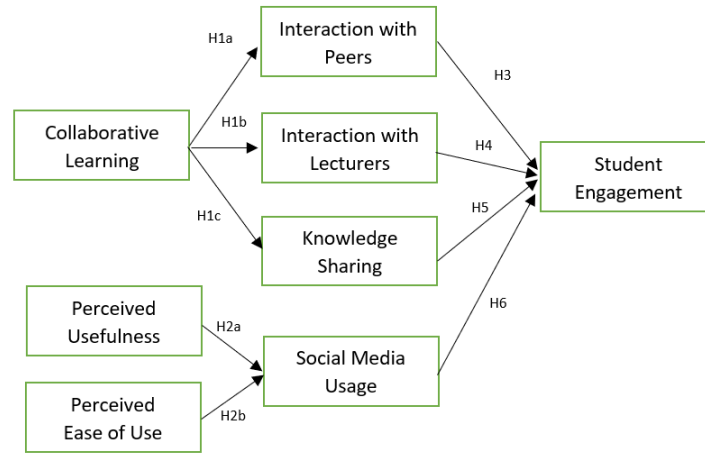 Interaction with
Peers
H1a
H3
Collaborative
Learning
H1b
Interaction with
Lecturers
H4
Student
Engagement
H1c
Knowledge
Sharing
H5
Perceived
Usefulness
H2a
Social Media
Usage
H6
Perceived
Ease of Use
H2b